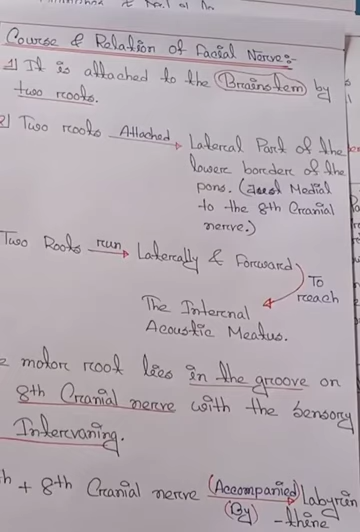 Course & Relation of Facial Nerve:-
1) It is attached to the Brainstem by
two roots.
2) Two roots Attached Lateral Part of the
lower border of the
pons. (Just Medial
to the 8th Cranial
nerve.)
Two Roots run Laterally & Forward
To
reach
The Internal
Acoustic Meatus.
motor root lies in the groove on
8th Cranial nerve with the Sensory
Intervaning.
th + 8th Cranial nerve (Accompanied) Labyrin
(By) -thine